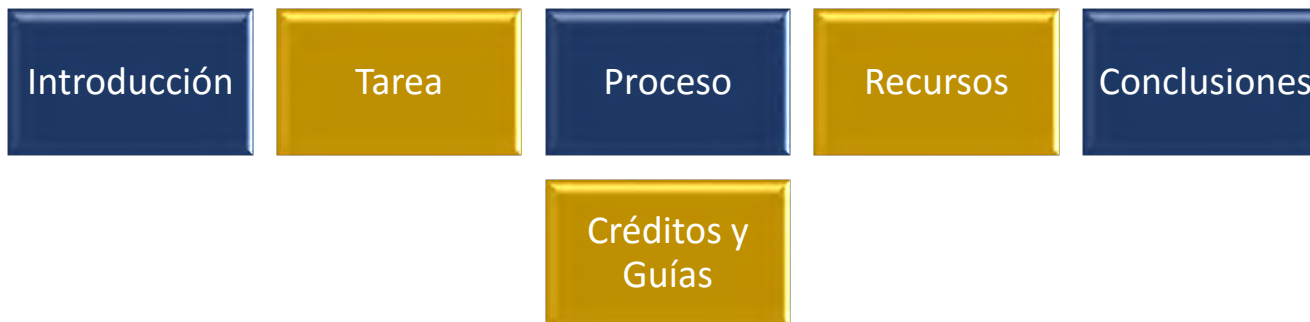 Introducción
Tarea
Proceso
Recursos
Conclusiones
Créditos y
Guías